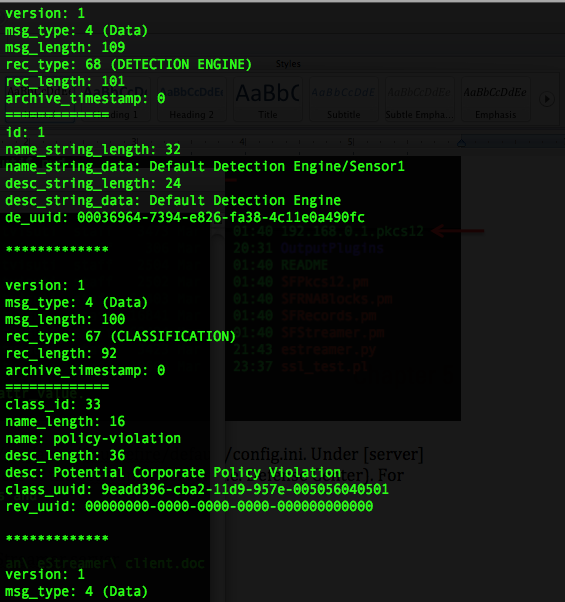 version: 1
msg_type: 4 (Data)
msg_length: 109
rec_type: 68 (DETECTION ENGINE)
rec_length: 101
archive_timestamp: 0
=============
id: 1
name_string_length: 32
name_string_data: Default Detection Engine/Sensor1
desc_string_length: 24
desc_string_data: Default Detection Engine
de_uuid: 00036964-7394-e826-fa38-4c11e0a490fc
*************
version: 1
msg_type: 4 (Data)
msg_length: 100
rec_type: 67 (CLASSIFICATION)
rec_length: 92
archive_timestamp: 0
=============
class_id: 33
name_length: 16
name: policy-violation
desc_length: 36
desc: Potential Corporate Policy Violation
class_uuid: 9eadd396-cba2-11d9-957e-005056040501
rev_uuid: 00000000-0000-0000-0000-000000000000
*************
version: 1
msg_type: 4 (Data)
Styles
AaBbCcDdEe
AaBbC
AaBbCcDdEe
AaBbCcDdEe
AaBbCcDdEe
Heading 2
Title
Subtitle
Subtle Empha...
Emphasis
01:40 192.168.0.1.pkcs12
20:31 OutputPlugins
01:40 README
01:40 SFPkcs12.pm
01:40 SFRNABlocks.pm
01:40 SFRecords.pm
01:40 SFStreamer.pm
21:43 estreamer.py
23:37 ssl_test.pl
/config.ini. Under [server]
For
an\ eStreamer\ client.doc